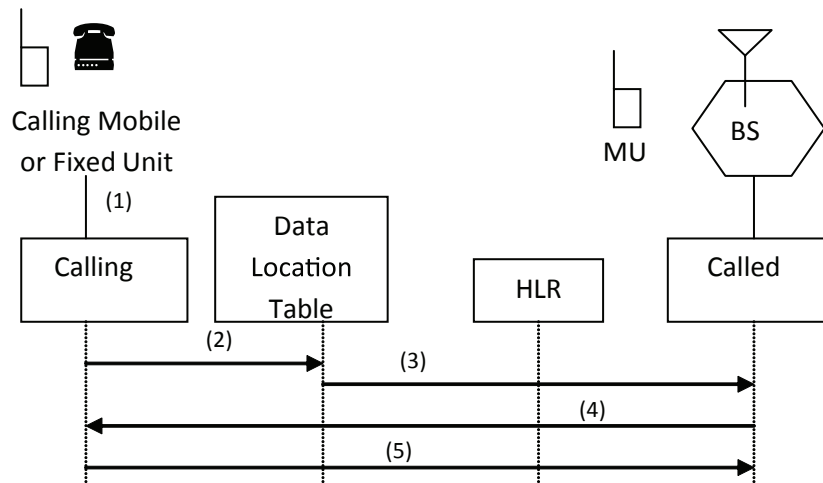 Calling Mobile
or Fixed Unit
MU
BS
(1)
Calling
Data
Location
Table
HLR
Called
(2)
(3)
(4)
(5)